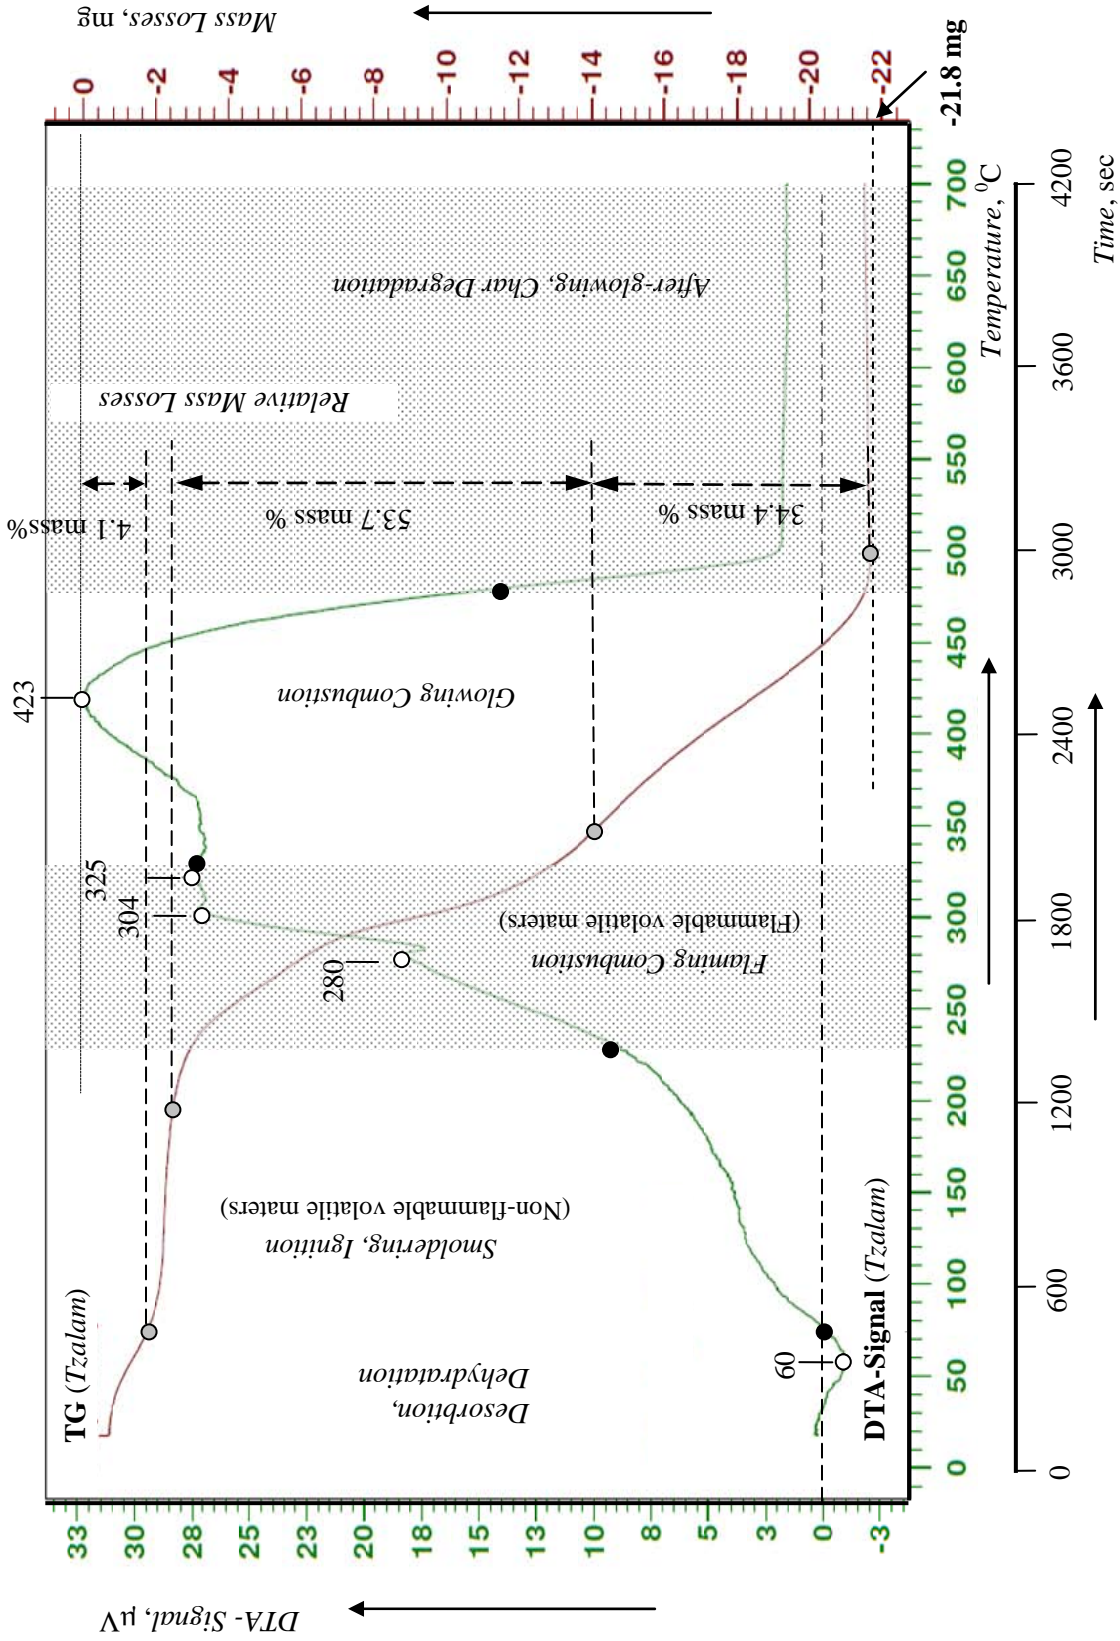 DTA- Signal, µV
Mass Losses, mg
33
30
28
25
23
20
18
15
13
10
8
5
3
0
-3
0
-2
-4
-6
-8
-10
-12
-14
-16
-18
-20
-22
-21.8 mg
TG (Tzalam)
DTA-Signal (Tzalam)
Desorbtion,
Dehydratation
Smoldering, Ignition
(Non-flammable volatile maters)
Flaming Combustion
(Flammable volatile maters)
Glowing Combustion
After-glowing, Char Degradation
Relative Mass Losses
4.1 mass%
53.7 mass %
34.4 mass %
60
280
304
325
423
0 50 100 150 200 250 300 350 400 450 500 550 600 650 700
Temperature, ⁰C
0 600 1200 1800 2400 3000 3600 4200
Time, sec